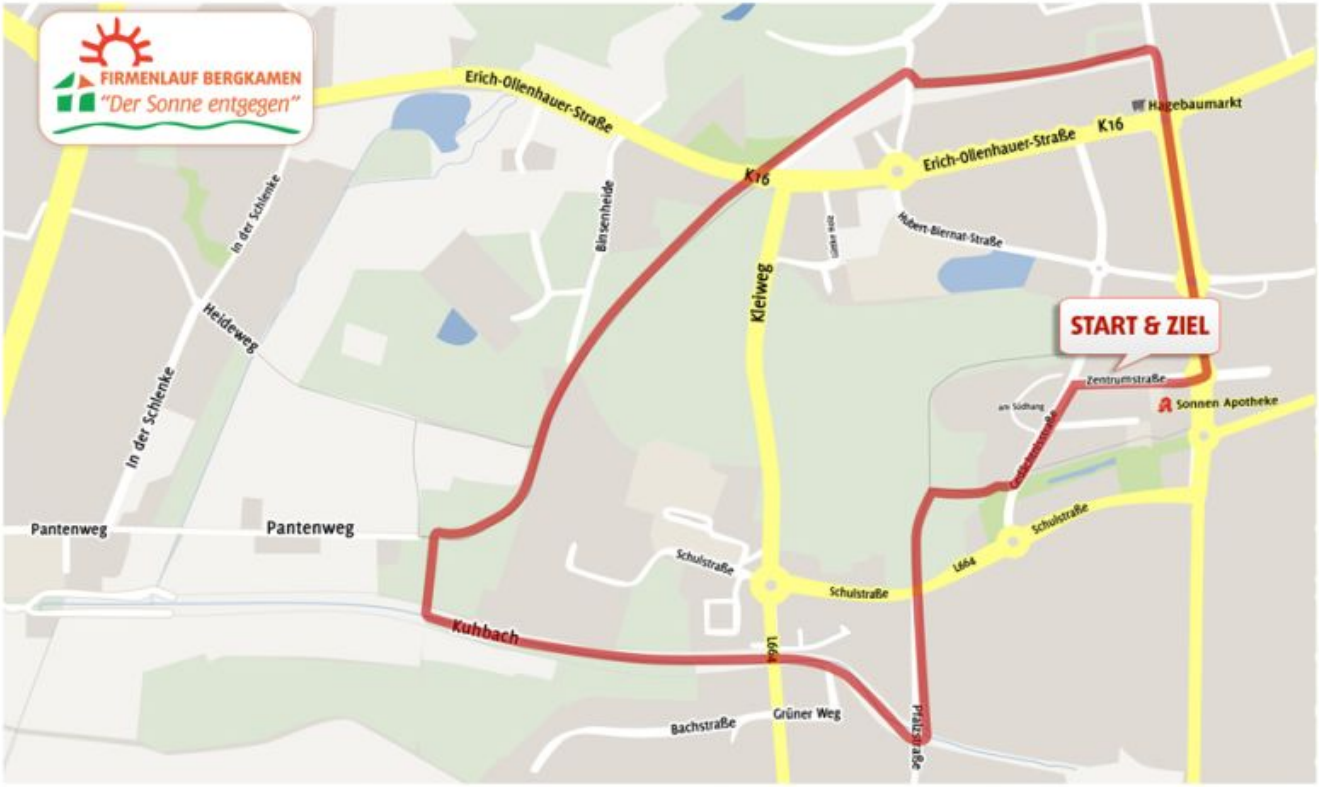 FIRMENLAUF BERGKAMEN
"Der Sonne entgegen"
Erich-Ollenhauer-Straße
Hagebaumarkt
K16
Erich-Ollenhauer-Straße
K16
In der Schlenke
Binsenheide
Hubert-Biernat-Straße
Kleiweg
Heideweg
START & ZIEL
Zentrumstraße
In der Schlenke
am Südhang
Sonnen Apotheke
Gedächtnisstraße
Pantenweg
Pantenweg
Schulstraße
Schulstraße
L664
Schulstraße
Kuhbach
L664
Pfalzstraße
Bachstraße
Grüner Weg